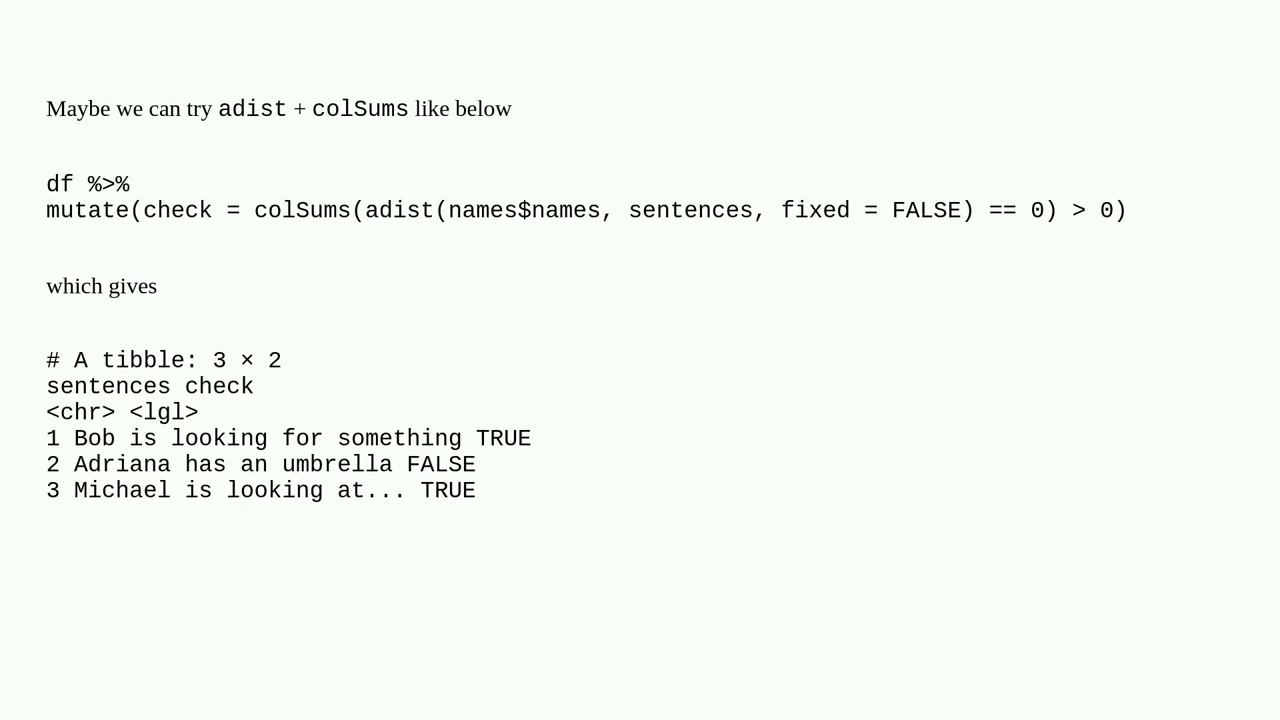 Maybe we can try adist + colSums like below
df %>%
mutate(check = colSums(adist(names$names, sentences, fixed = FALSE) == 0) > 0)
which gives
# A tibble: 3 × 2
sentences check
<chr> <lgl>
1 Bob is looking for something TRUE
2 Adriana has an umbrella FALSE
3 Michael is looking at... TRUE